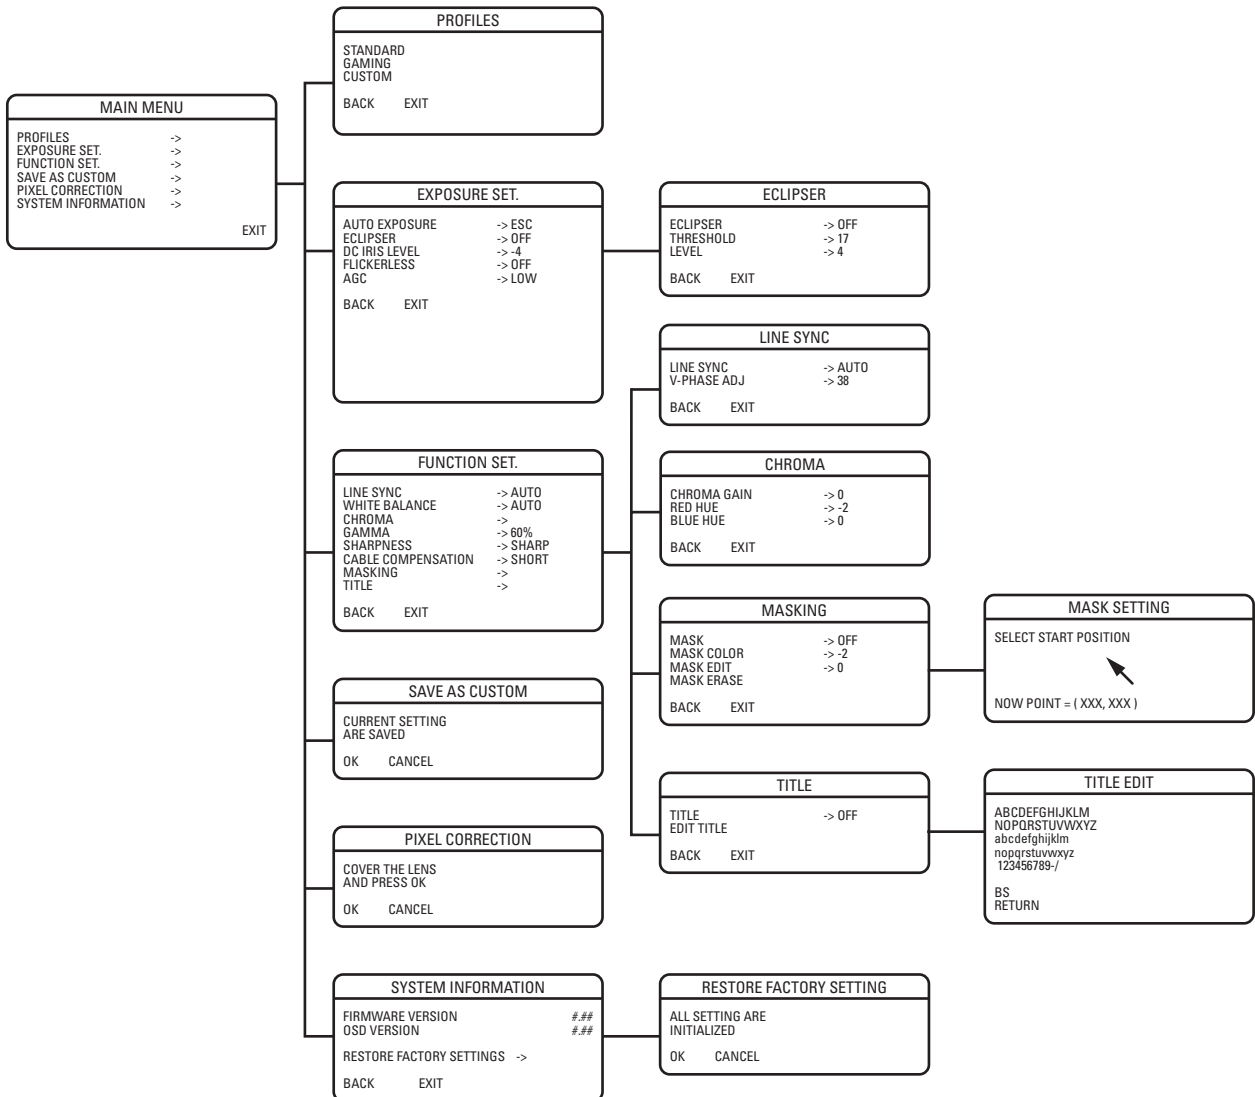 MAIN MENU
PROFILES ->
EXPOSURE SET. ->
FUNCTION SET. ->
SAVE AS CUSTOM ->
PIXEL CORRECTION ->
SYSTEM INFORMATION ->
EXIT
PROFILES
STANDARD
GAMING
CUSTOM
BACK EXIT
EXPOSURE SET.
AUTO EXPOSURE -> ESC
ECLIPSER -> OFF
DC IRIS LEVEL -> -4
FLICKERLESS -> OFF
AGC -> LOW
BACK EXIT
ECLIPSER
ECLIPSER -> OFF
THRESHOLD -> 17
LEVEL -> 4
BACK EXIT
FUNCTION SET.
LINE SYNC -> AUTO
WHITE BALANCE -> AUTO
CHROMA ->
GAMMA -> 60%
SHARPNESS -> SHARP
CABLE COMPENSATION -> SHORT
MASKING ->
TITLE ->
BACK EXIT
LINE SYNC
LINE SYNC -> AUTO
V-PHASE ADJ -> 38
BACK EXIT
CHROMA
CHROMA GAIN -> 0
RED HUE -> -2
BLUE HUE -> 0
BACK EXIT
MASKING
MASK -> OFF
MASK COLOR -> -2
MASK EDIT -> 0
MASK ERASE
BACK EXIT
MASK SETTING
SELECT START POSITION
NOW POINT = ( XXX, XXX )
TITLE
TITLE -> OFF
EDIT TITLE
BACK EXIT
TITLE EDIT
ABCDEFGHIJKLM
NOPQRSTUVWXYZ
abcdefghijklm
nopqrstuvwxyz
123456789-/
BS
RETURN
SAVE AS CUSTOM
CURRENT SETTING
ARE SAVED
OK CANCEL
PIXEL CORRECTION
COVER THE LENS
AND PRESS OK
OK CANCEL
SYSTEM INFORMATION
FIRMWARE VERSION #.##
OSD VERSION #.##
RESTORE FACTORY SETTINGS ->
BACK EXIT
RESTORE FACTORY SETTING
ALL SETTING ARE
INITIALIZED
OK CANCEL